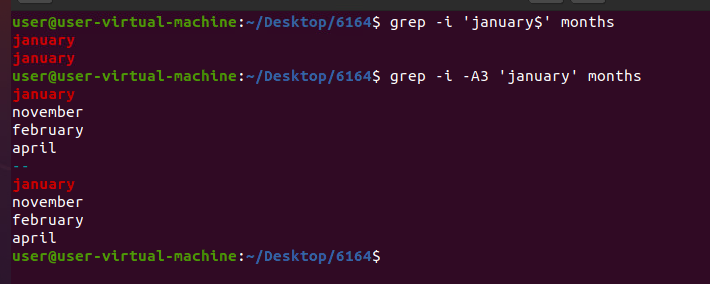 user@user-virtual-machine:~/Desktop/6164$ grep -i 'january$' months
january
january
user@user-virtual-machine:~/Desktop/6164$ grep -i -A3 'january' months
january
november
february
april
--
january
november
february
april
user@user-virtual-machine:~/Desktop/6164$